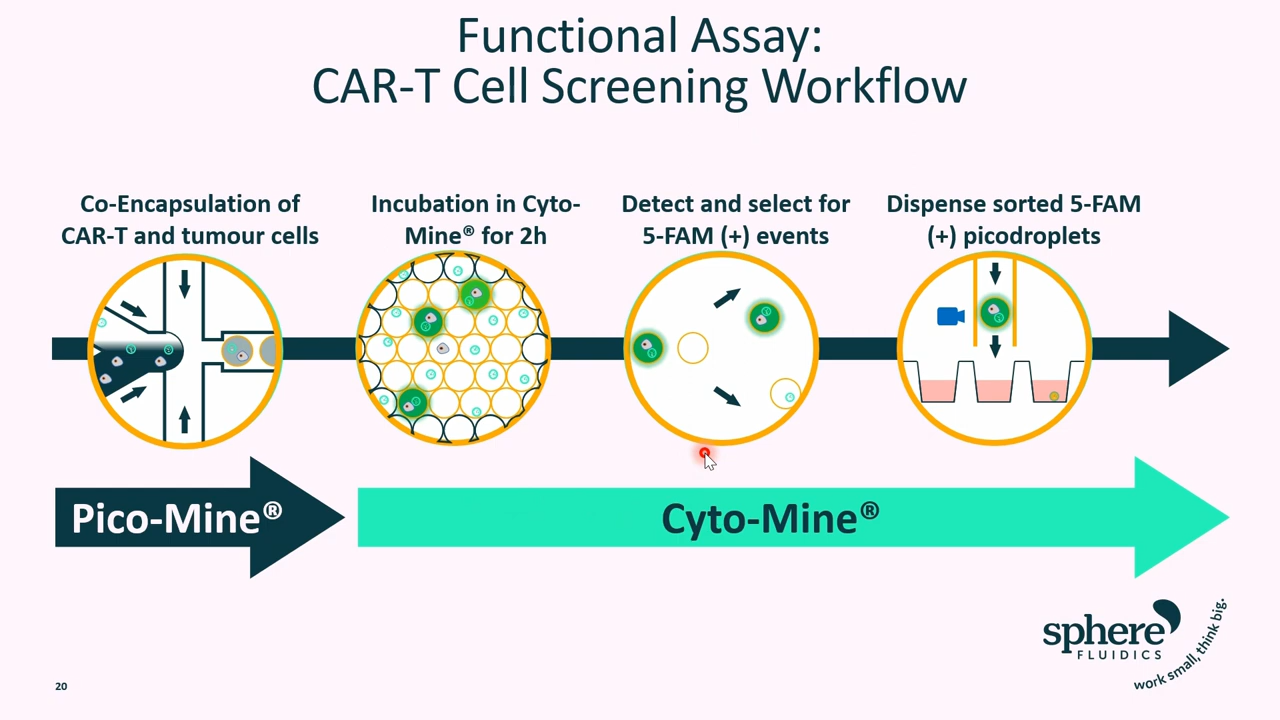 Functional Assay:
CAR-T Cell Screening Workflow
Co-Encapsulation of
CAR-T and tumour cells
Incubation in Cyto-
Mine® for 2h
Detect and select for
5-FAM (+) events
Dispense sorted 5-FAM
(+) picodroplets
Pico-Mine®
Cyto-Mine®
sphere
FLUIDICS
work small, think big.
20